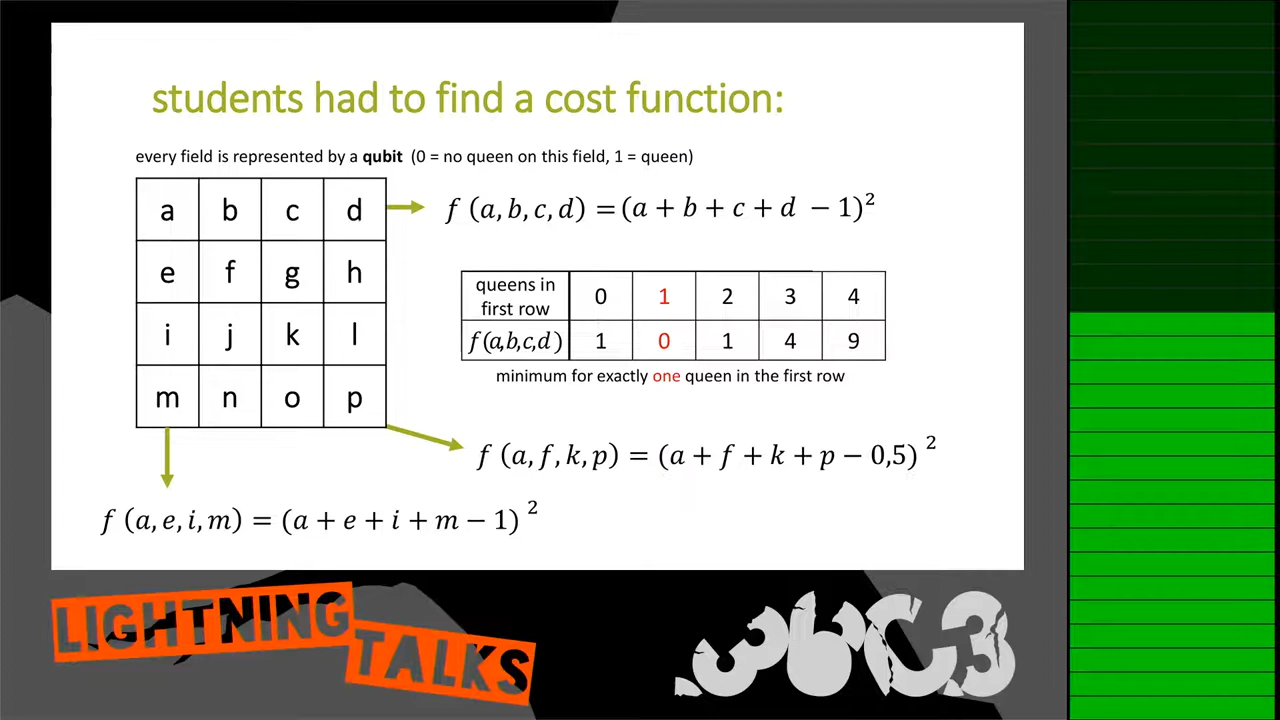 students had to find a cost function:
every field is represented by a qubit (0 = no queen on this field, 1 = queen)
a b c d
e f g h
i j k l
m n o p
f (a, b, c, d) = (a + b + c + d − 1)²
queens in first row 0 1 2 3 4
f(a,b,c,d) 1 0 1 4 9
minimum for exactly one queen in the first row
f (a, f, k, p) = (a + f + k + p − 0,5)²
f (a, e, i, m) = (a + e + i + m − 1)²
LIGHTNING
TALKS
36C3